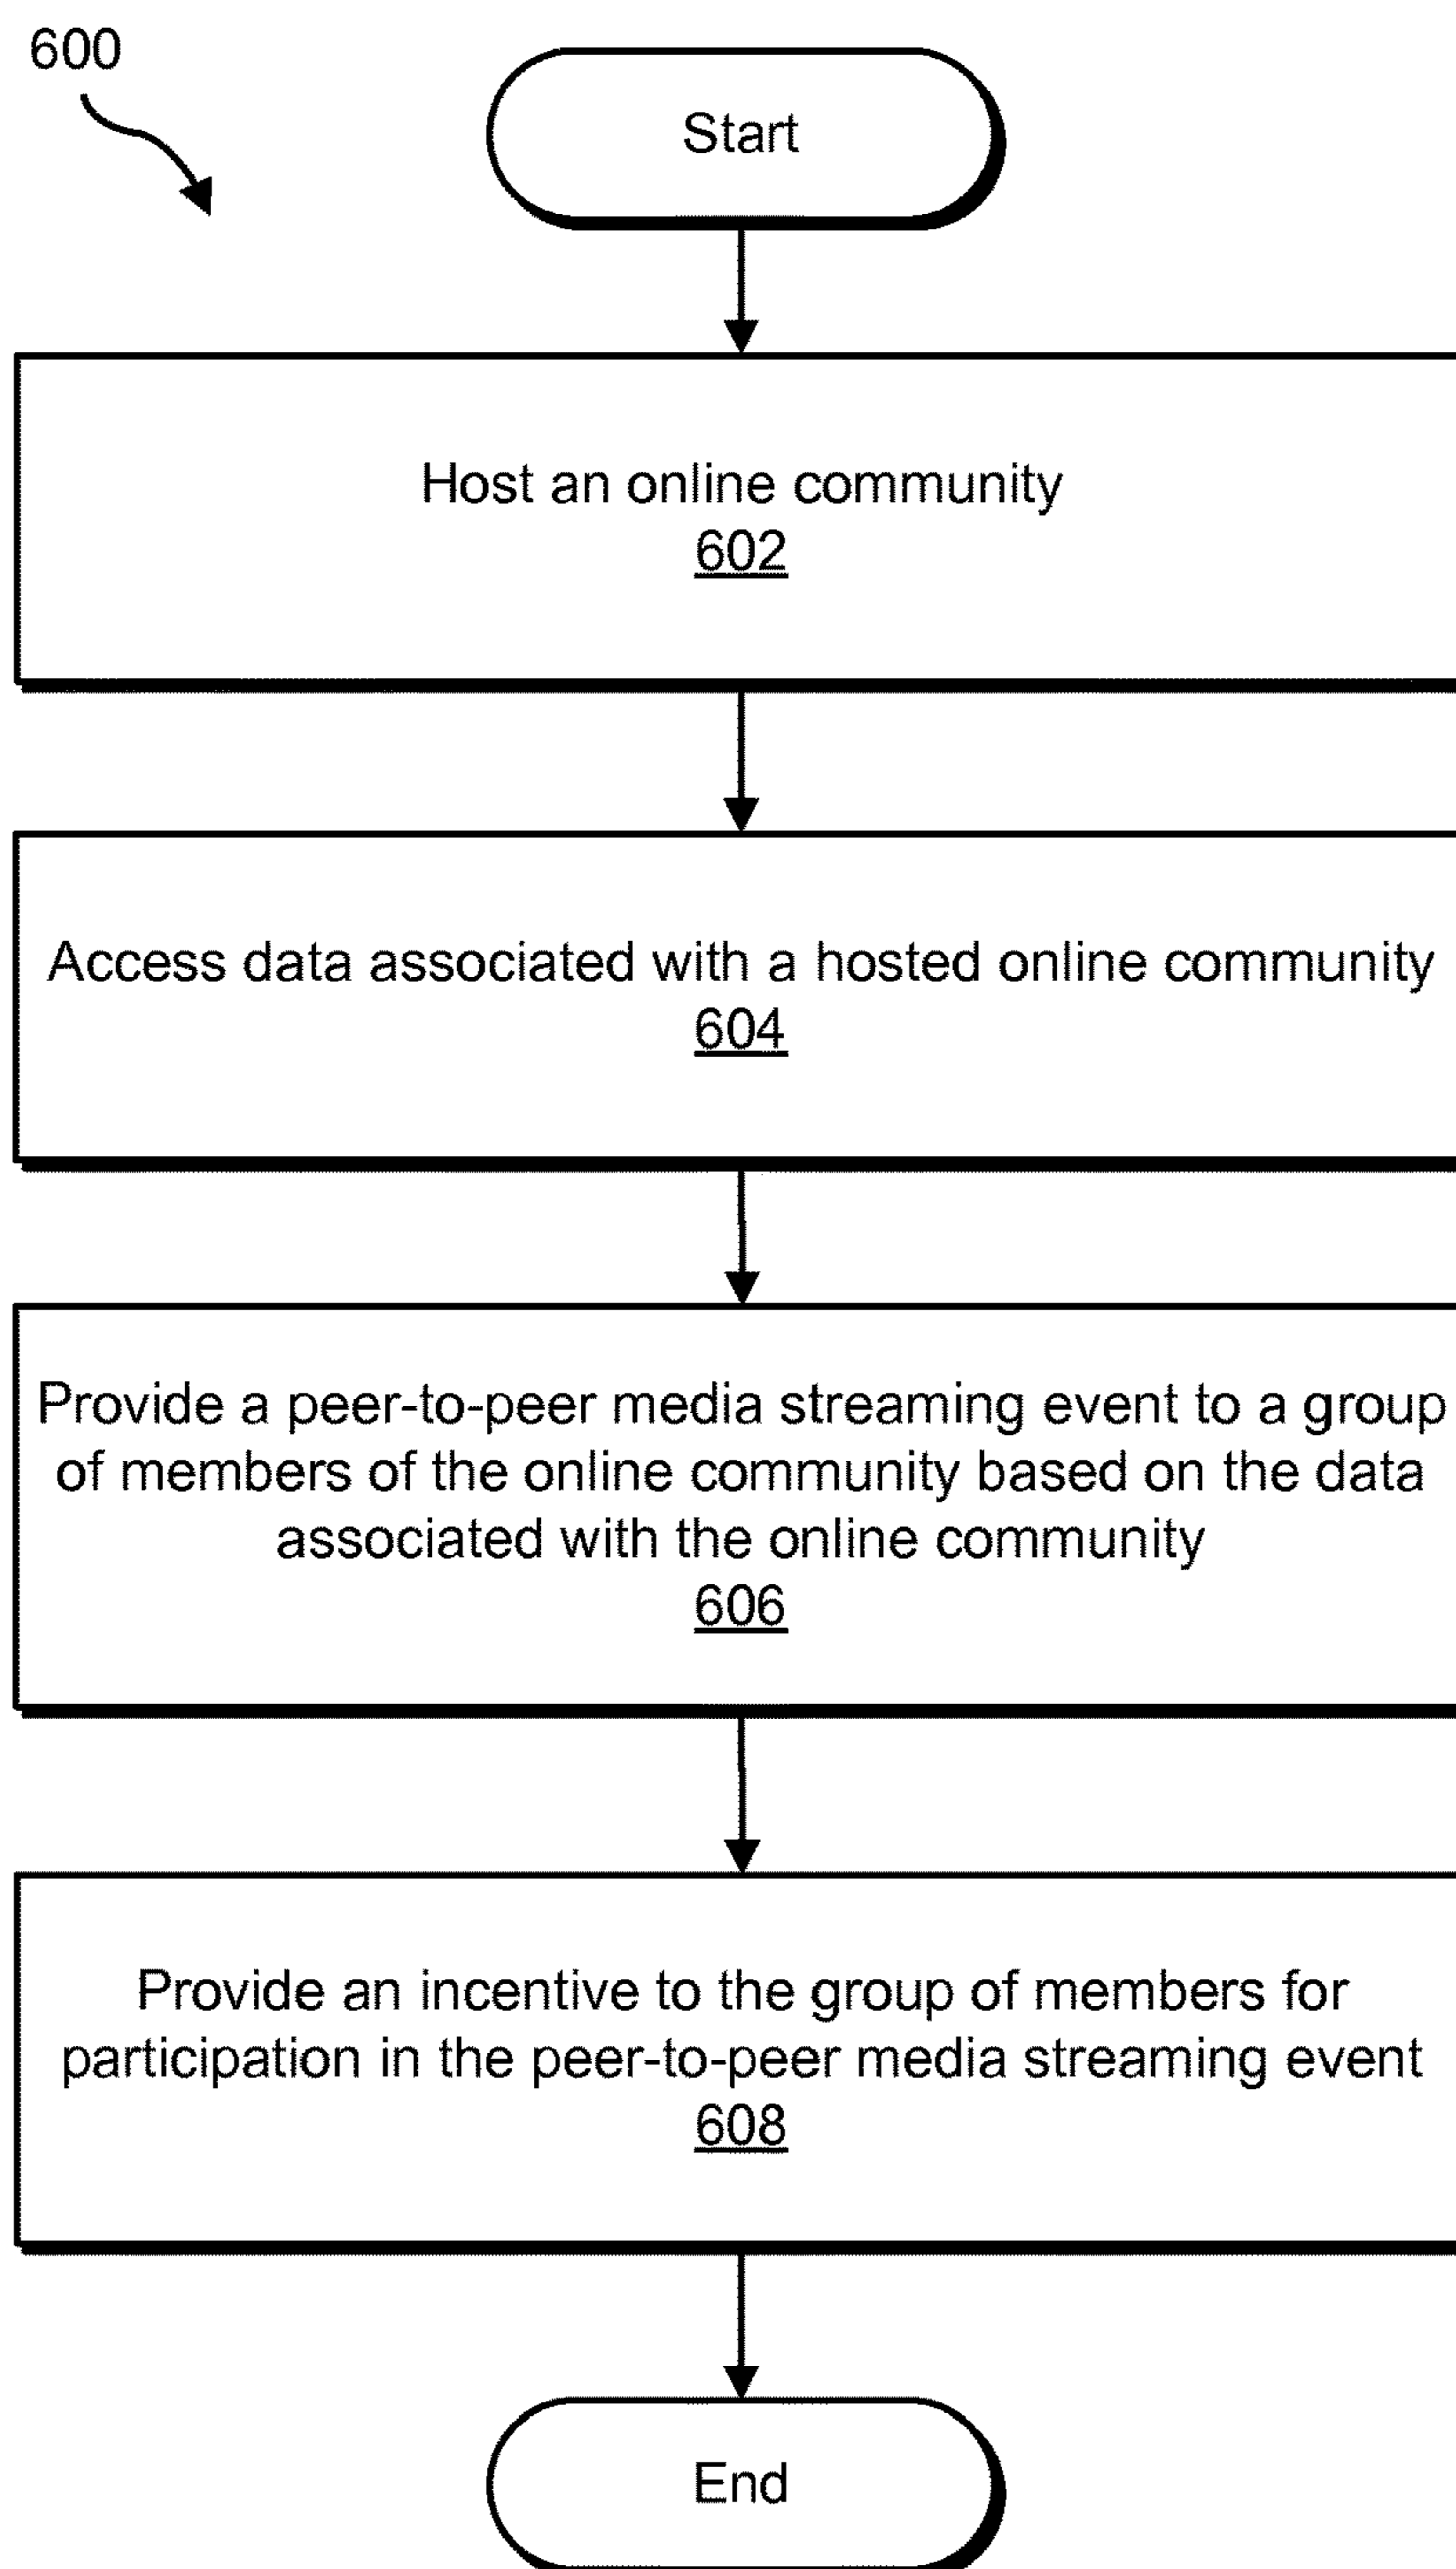 600
Start
Host an online community
602
Access data associated with a hosted online community
604
Provide a peer-to-peer media streaming event to a group
of members of the online community based on the data
associated with the online community
606
Provide an incentive to the group of members for
participation in the peer-to-peer media streaming event
608
End